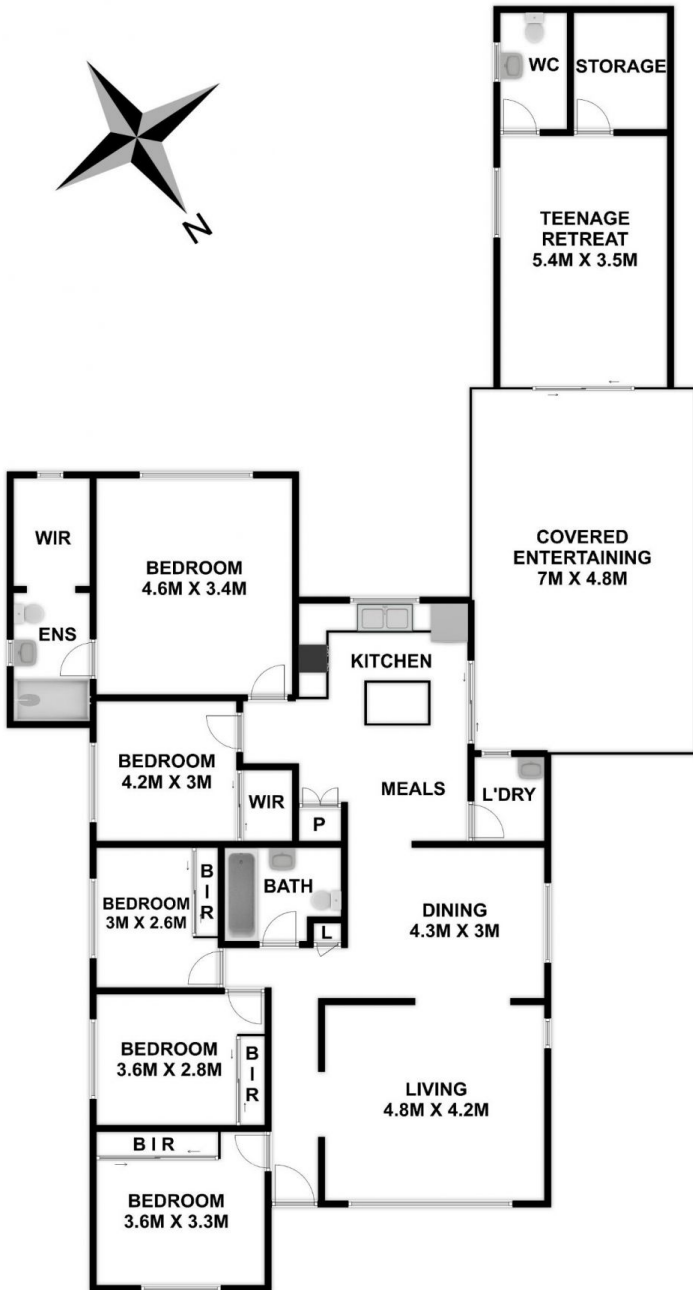 WC
STORAGE
TEENAGE
RETREAT
5.4M X 3.5M
N
WIR
BEDROOM
4.6M X 3.4M
COVERED
ENTERTAINING
7M X 4.8M
ENS
KITCHEN
BEDROOM
4.2M X 3M
WIR
MEALS
L'DRY
P
BATH
BEDROOM
3M X 2.6M
B
I
R
DINING
4.3M X 3M
L
BEDROOM
3.6M X 2.8M
B
I
R
LIVING
4.8M X 4.2M
B I R
BEDROOM
3.6M X 3.3M